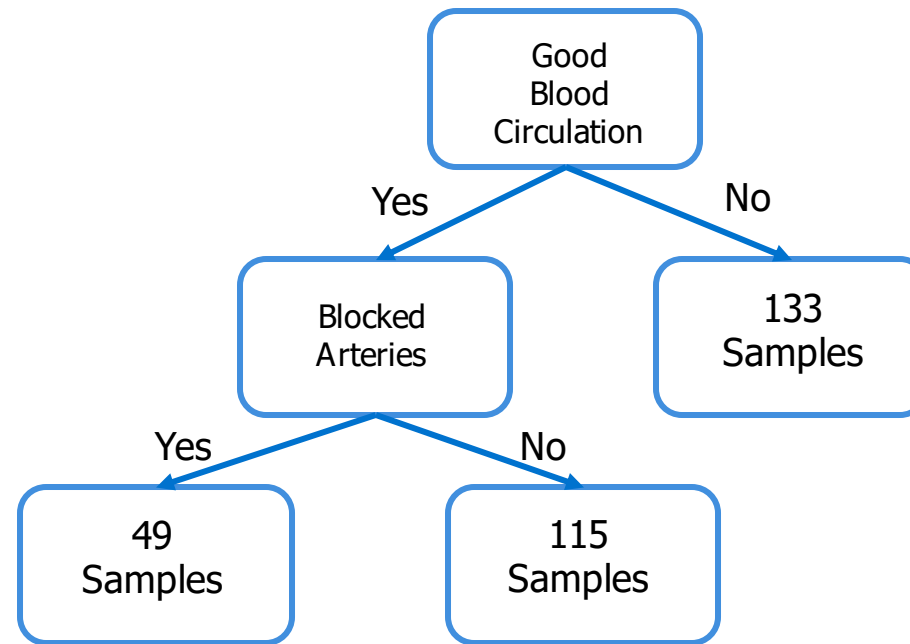 Good
Blood
Circulation
Yes
No
Blocked
Arteries
133
Samples
Yes
No
49
Samples
115
Samples